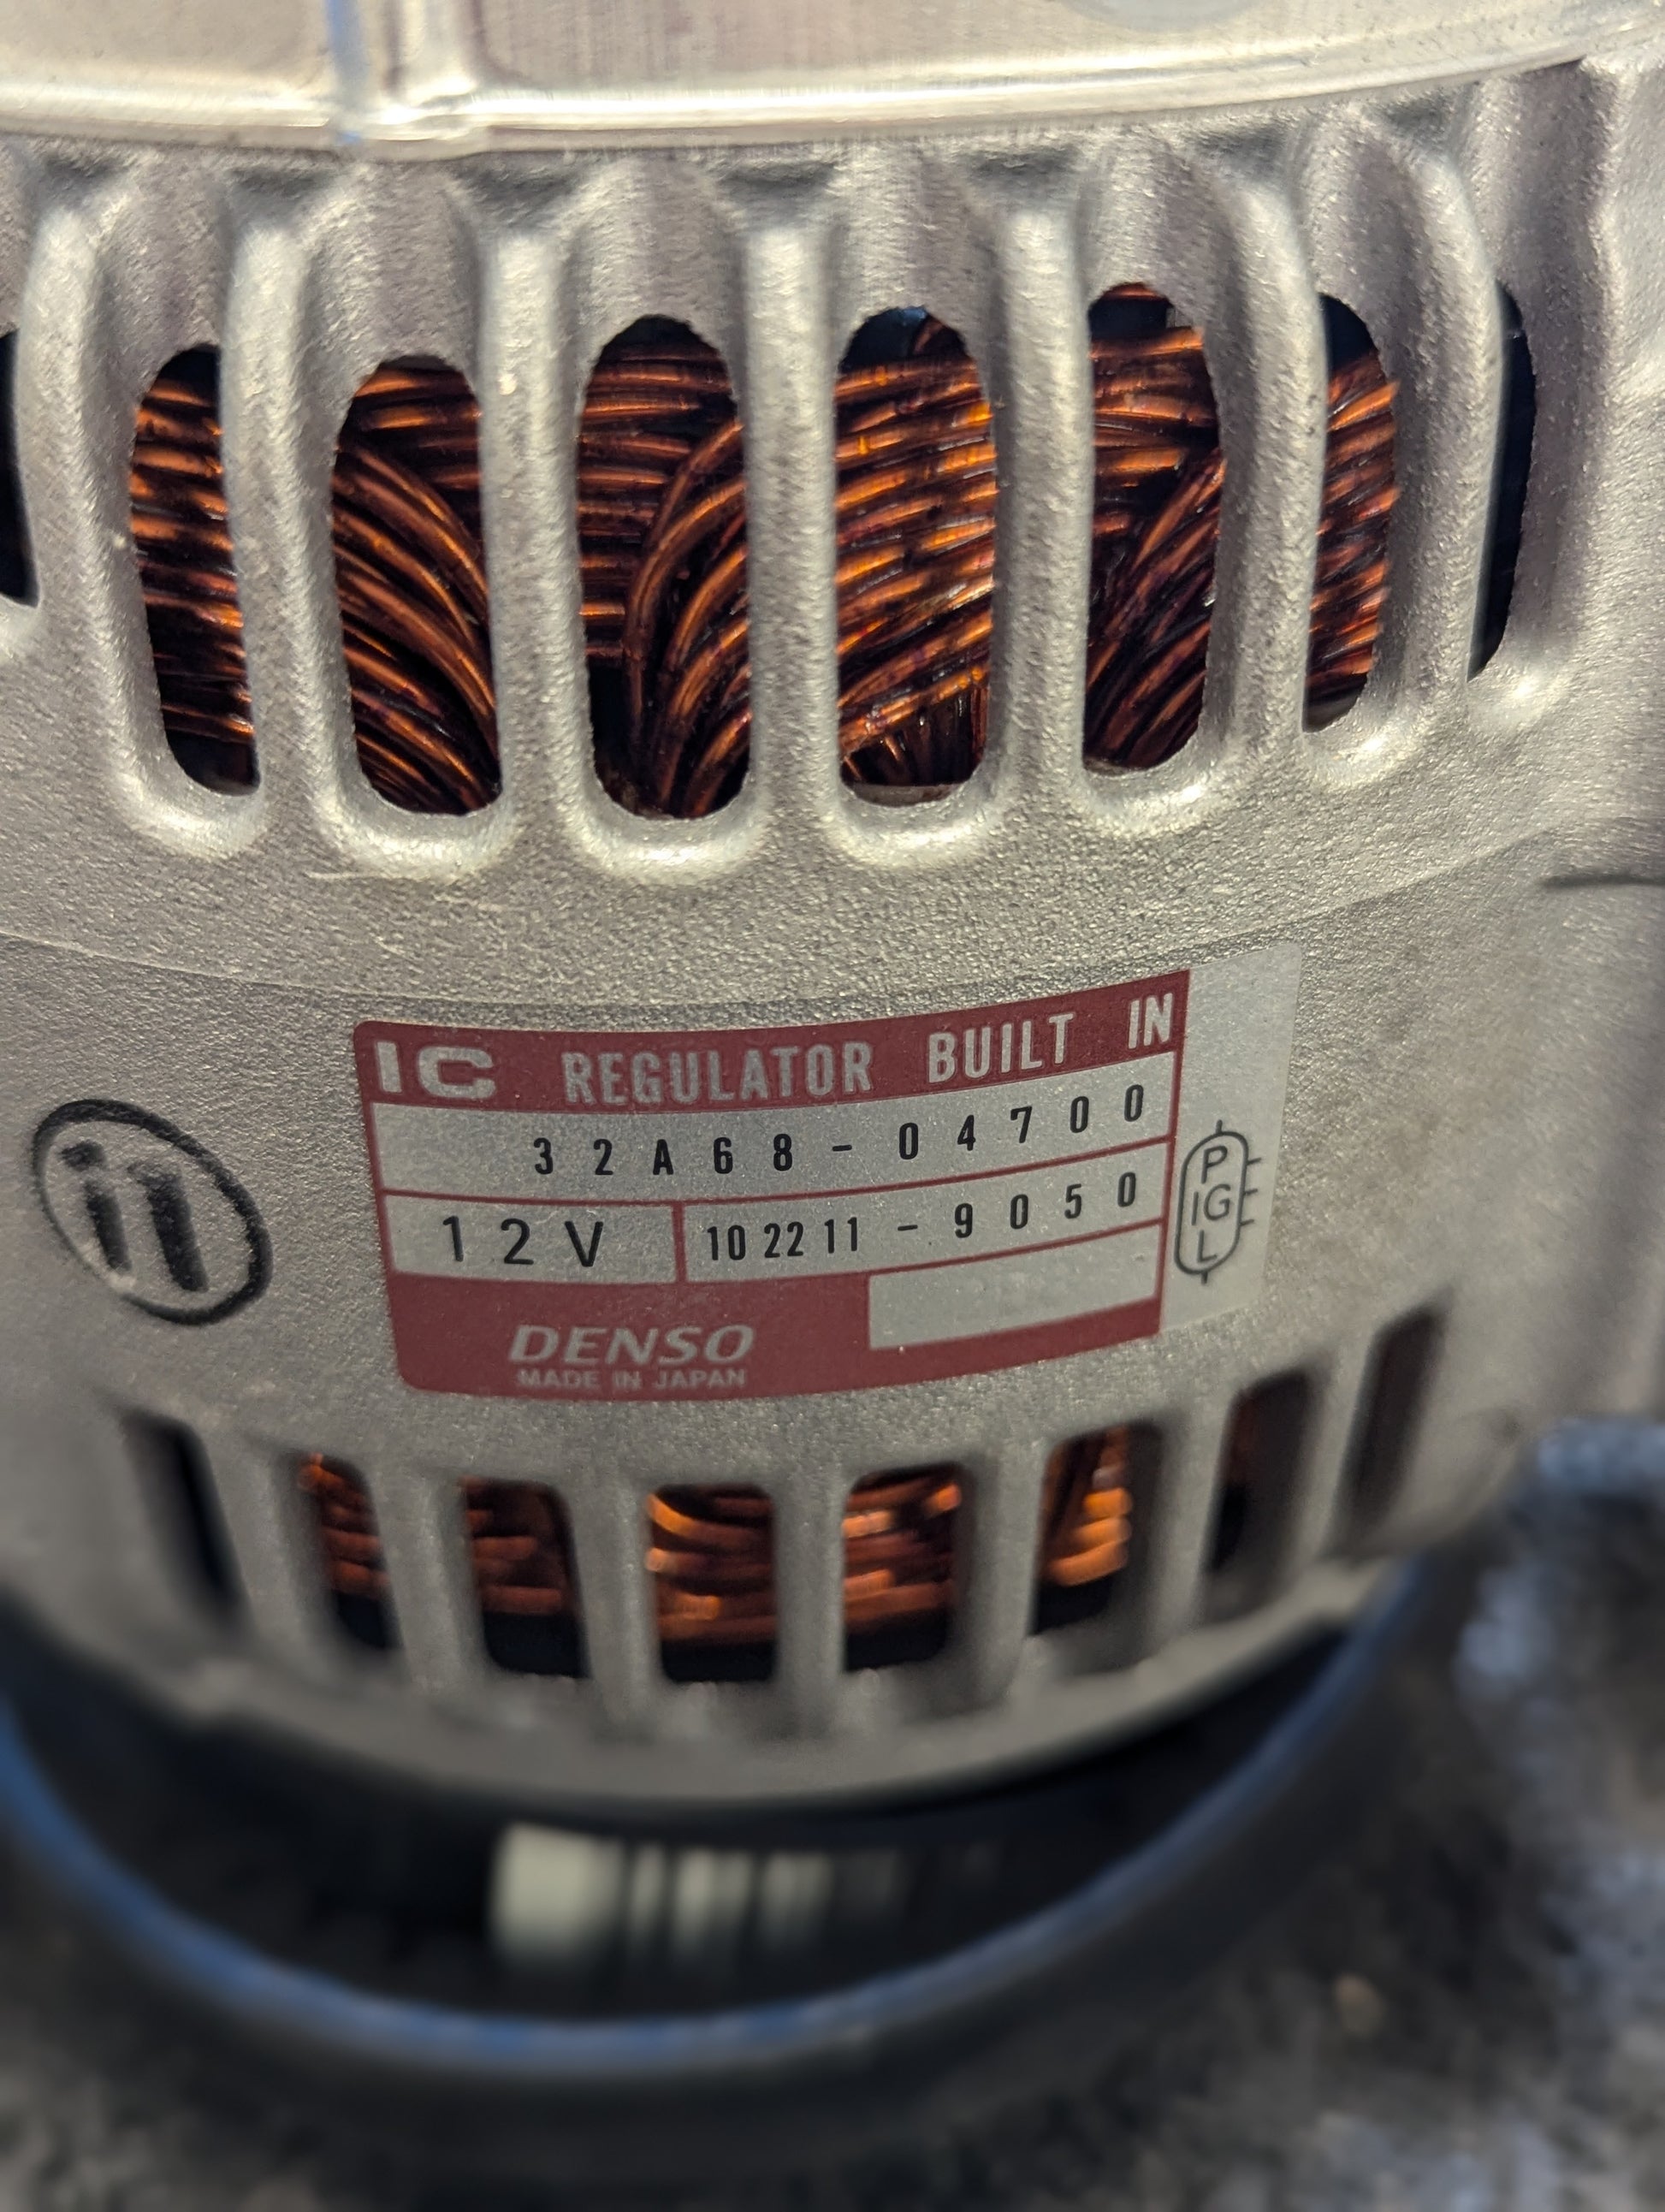 IC REGULATOR BUILT IN
32A68-04700
12V 102211-9050
DENSO
MADE IN JAPAN
P
IG
L